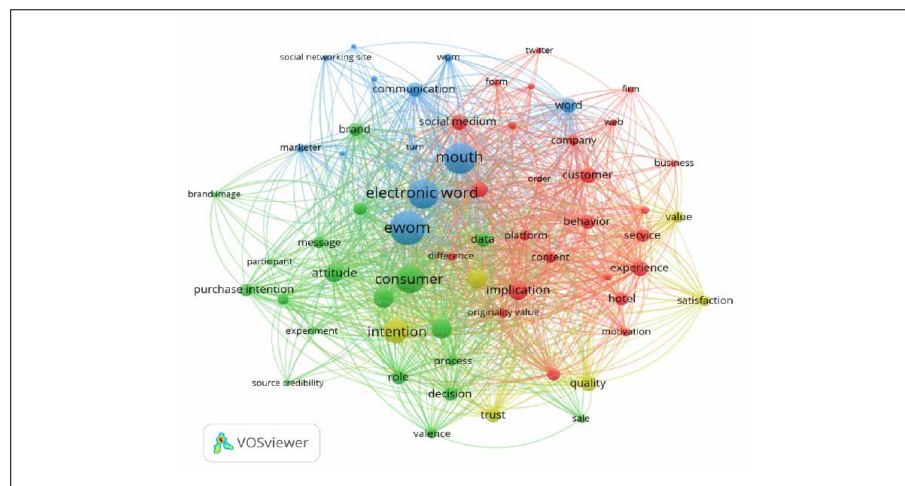 twitter
social networking site
wom
communication
form
firm
word
social medium
web
brand
company
turn
marketer
mouth
business
order
customer
brand image
electronic word
value
ewom
behavior
service
message
data
platform
difference
content
participant
attitude
experience
consumer
purchase intention
implication
hotel
satisfaction
originality value
experiment
intention
motivation
process
role
source credibility
quality
decision
trust
sale
valence
VOSviewer